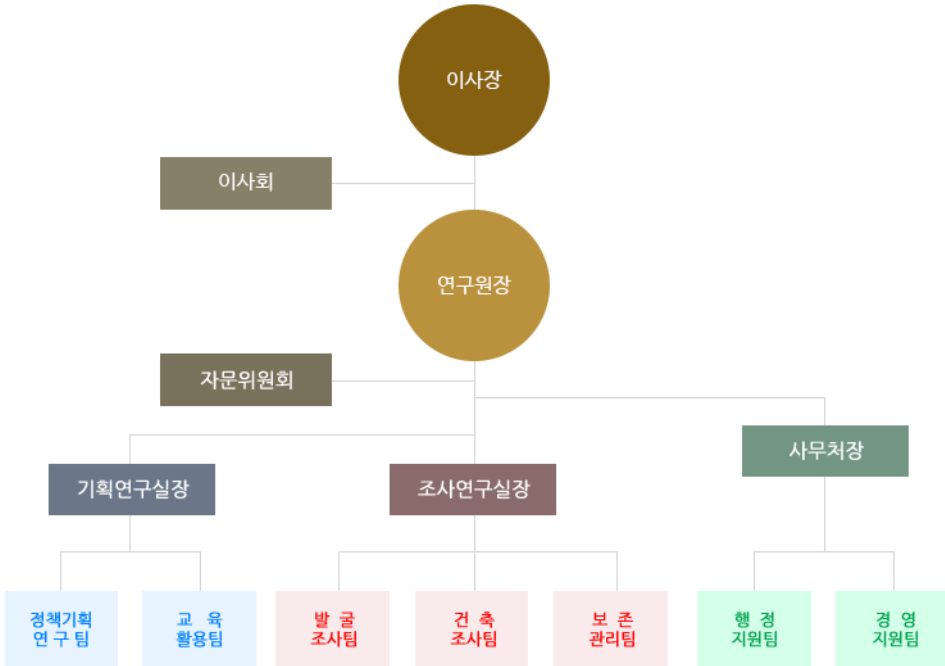 이사장
이사회
연구원장
자문위원회
사무처장
기획연구실장
조사연구실장
정책기획
연 구 팀
교 육
활용팀
발 굴
조사팀
건 축
조사팀
보 존
관리팀
행 정
지원팀
경 영
지원팀